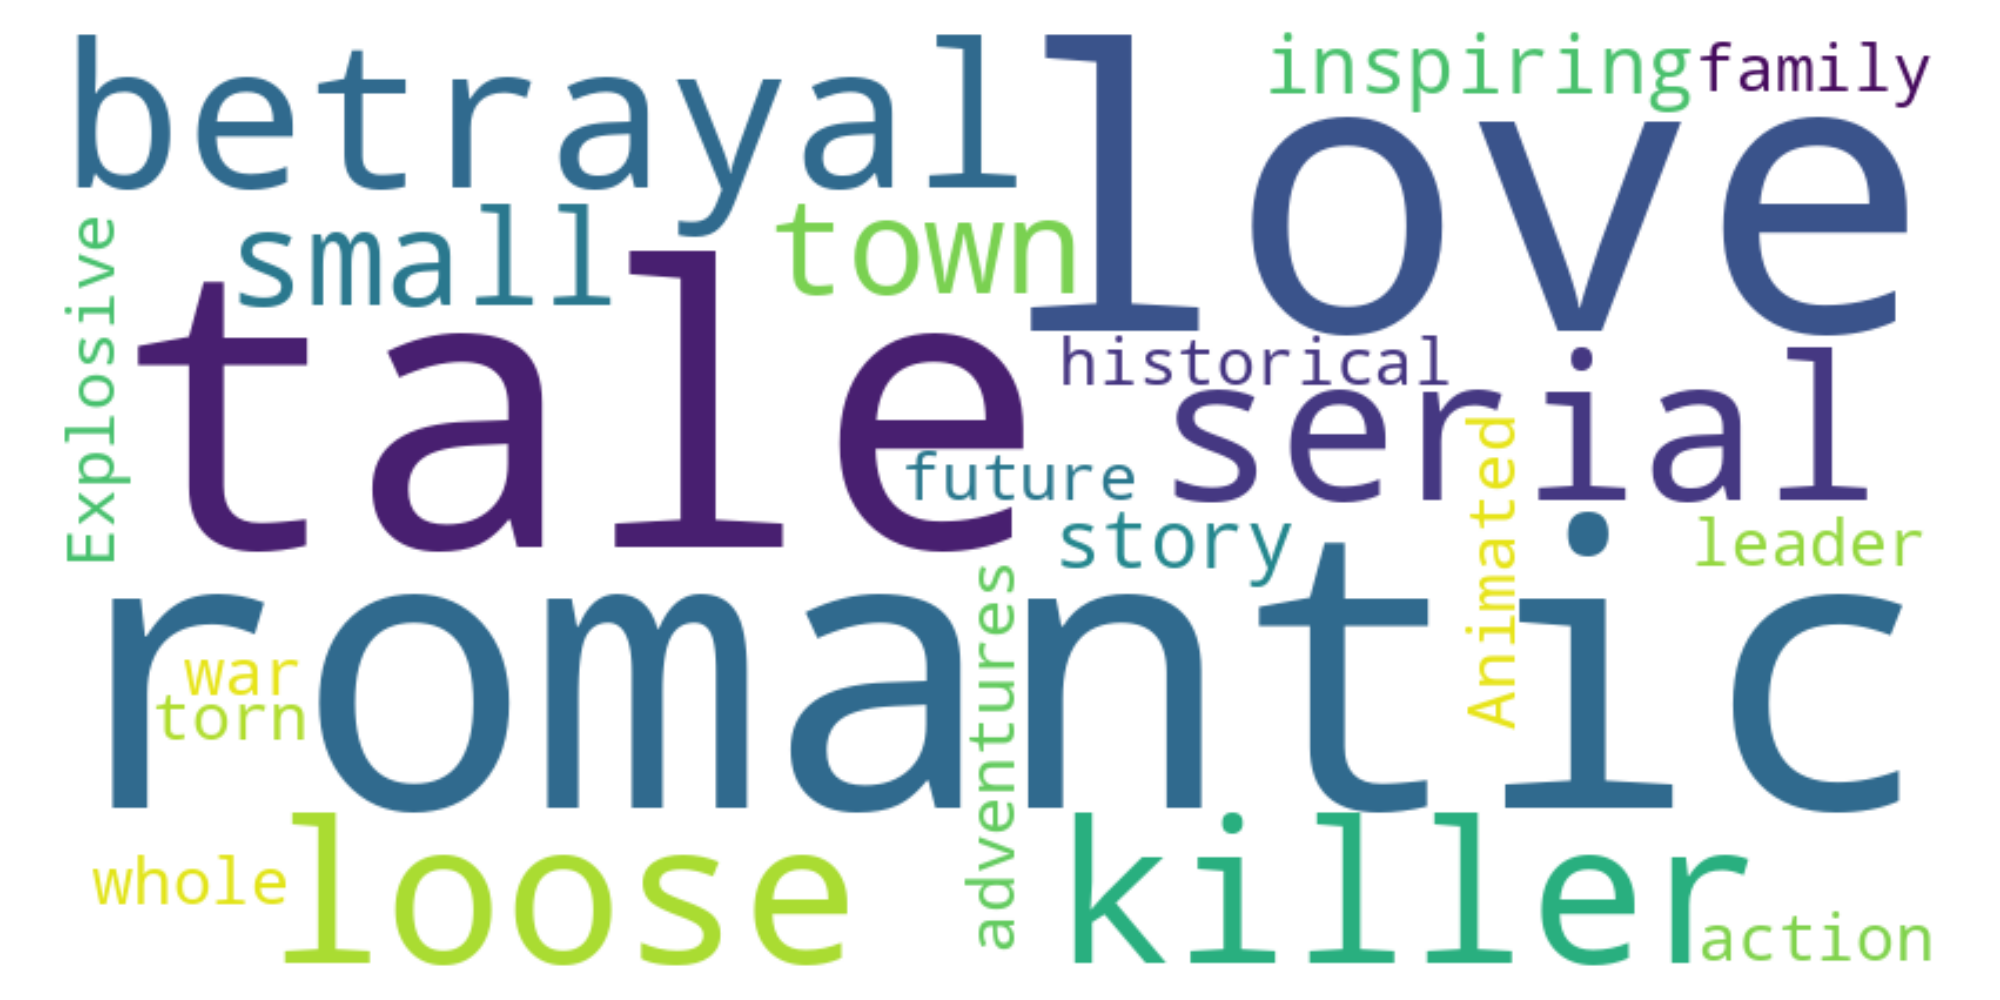 betrayal
love
inspiring
family
small
town
Explosive
tale
historical
serial
future
story
Animated
leader
romantic
war
torn
adventures
whole
loose
killer
action